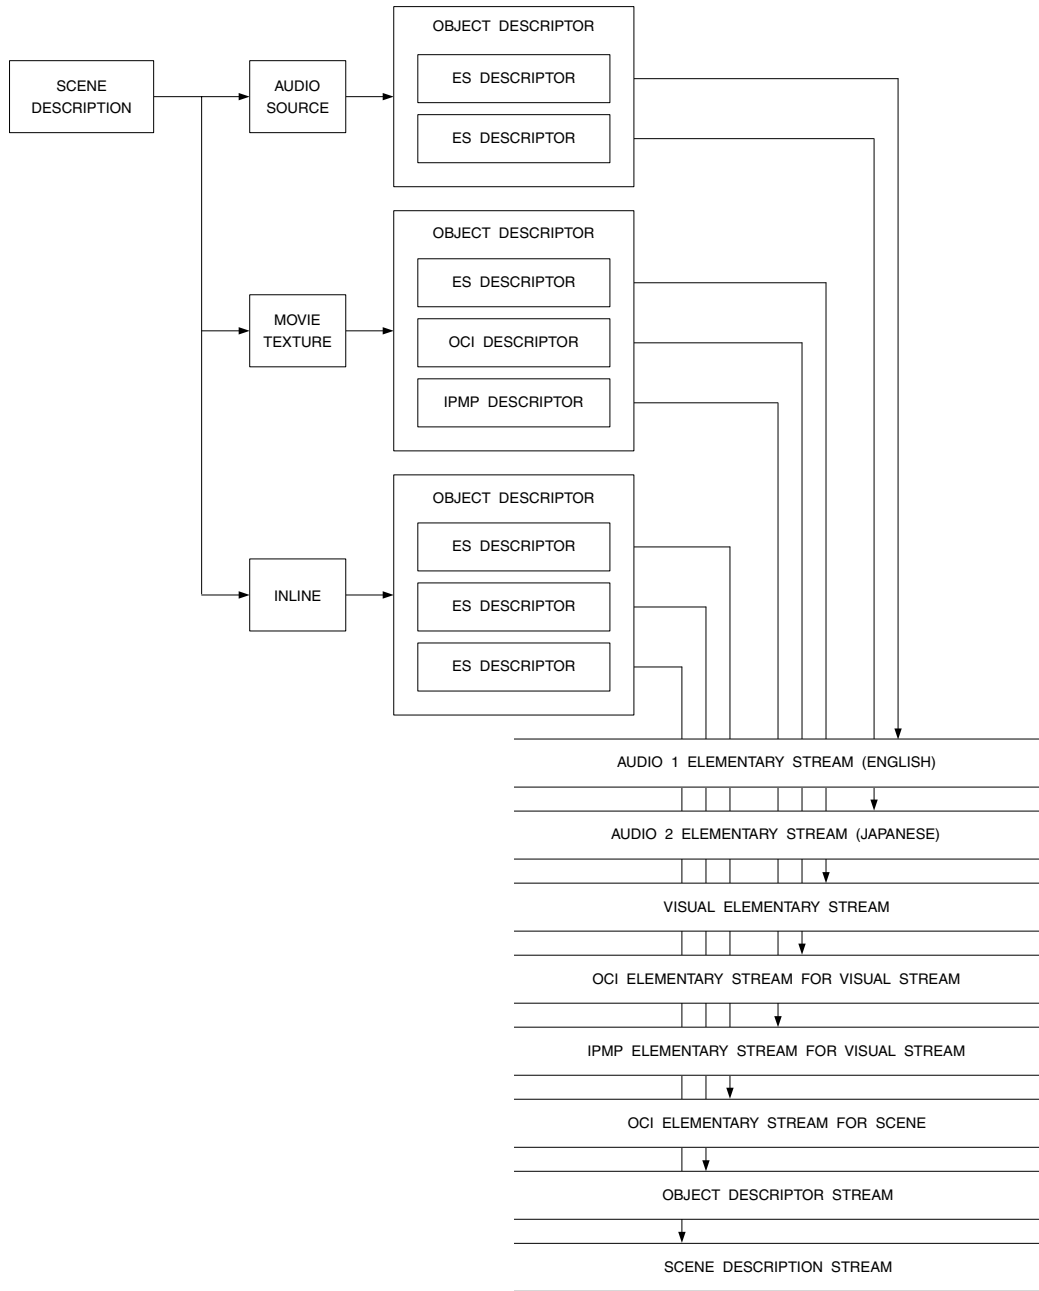 OBJECT DESCRIPTOR
SCENE
DESCRIPTION
AUDIO
SOURCE
ES DESCRIPTOR
ES DESCRIPTOR
OBJECT DESCRIPTOR
MOVIE
TEXTURE
ES DESCRIPTOR
OCI DESCRIPTOR
IPMP DESCRIPTOR
OBJECT DESCRIPTOR
INLINE
ES DESCRIPTOR
ES DESCRIPTOR
ES DESCRIPTOR
AUDIO 1 ELEMENTARY STREAM (ENGLISH)
AUDIO 2 ELEMENTARY STREAM (JAPANESE)
VISUAL ELEMENTARY STREAM
OCI ELEMENTARY STREAM FOR VISUAL STREAM
IPMP ELEMENTARY STREAM FOR VISUAL STREAM
OCI ELEMENTARY STREAM FOR SCENE
OBJECT DESCRIPTOR STREAM
SCENE DESCRIPTION STREAM